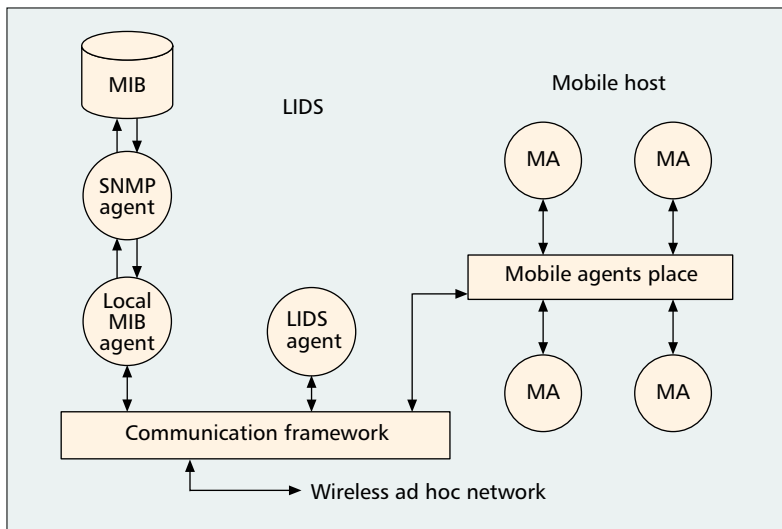 MIB
LIDS
Mobile host
SNMP
agent
MA
MA
Mobile agents place
Local
MIB
agent
LIDS
agent
MA
MA
Communication framework
Wireless ad hoc network